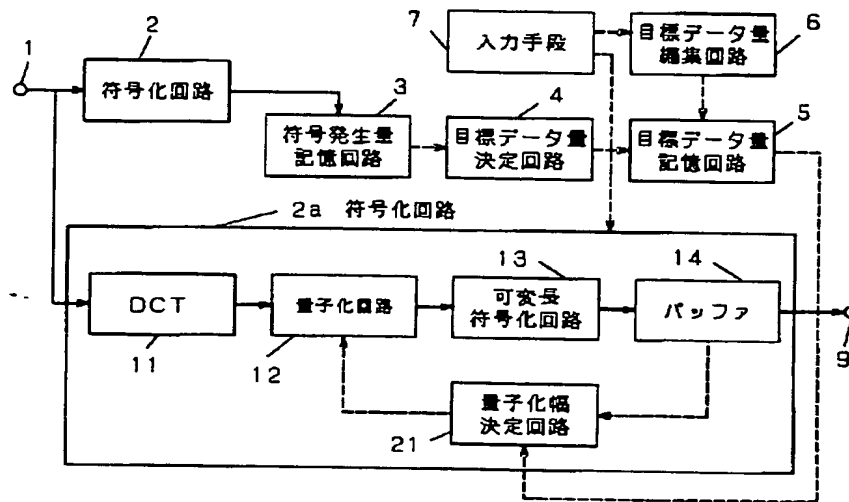 1
2
符号化回路
3
符号発生量
記憶回路
4
目標データ量
決定回路
7
入力手段
6
目標データ量
編集回路
5
目標データ量
記憶回路
2a 符号化回路
DCT
11
量子化回路
12
13
可変長
符号化回路
14
バッファ
9
量子化幅
決定回路
21